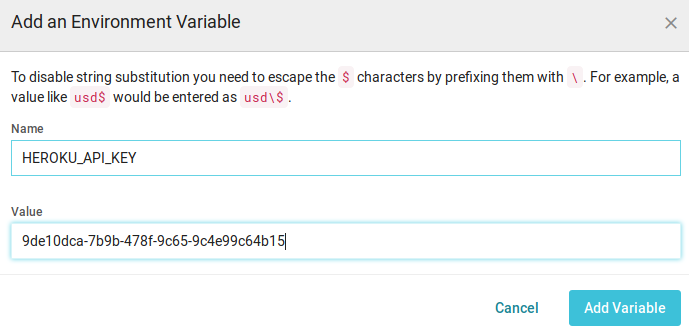 Add an Environment Variable ×
To disable string substitution you need to escape the $ characters by prefixing them with \ . For example, a
value like usd$ would be entered as usd\$ .
Name
HEROKU_API_KEY
Value
9de10dca-7b9b-478f-9c65-9c4e99c64b15
Cancel Add Variable